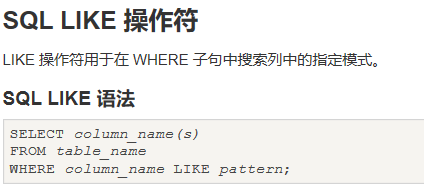 SQL LIKE 操作符
LIKE 操作符用于在 WHERE 子句中搜索列中的指定模式。
SQL LIKE 语法
SELECT column_name(s)
FROM table_name
WHERE column_name LIKE pattern;